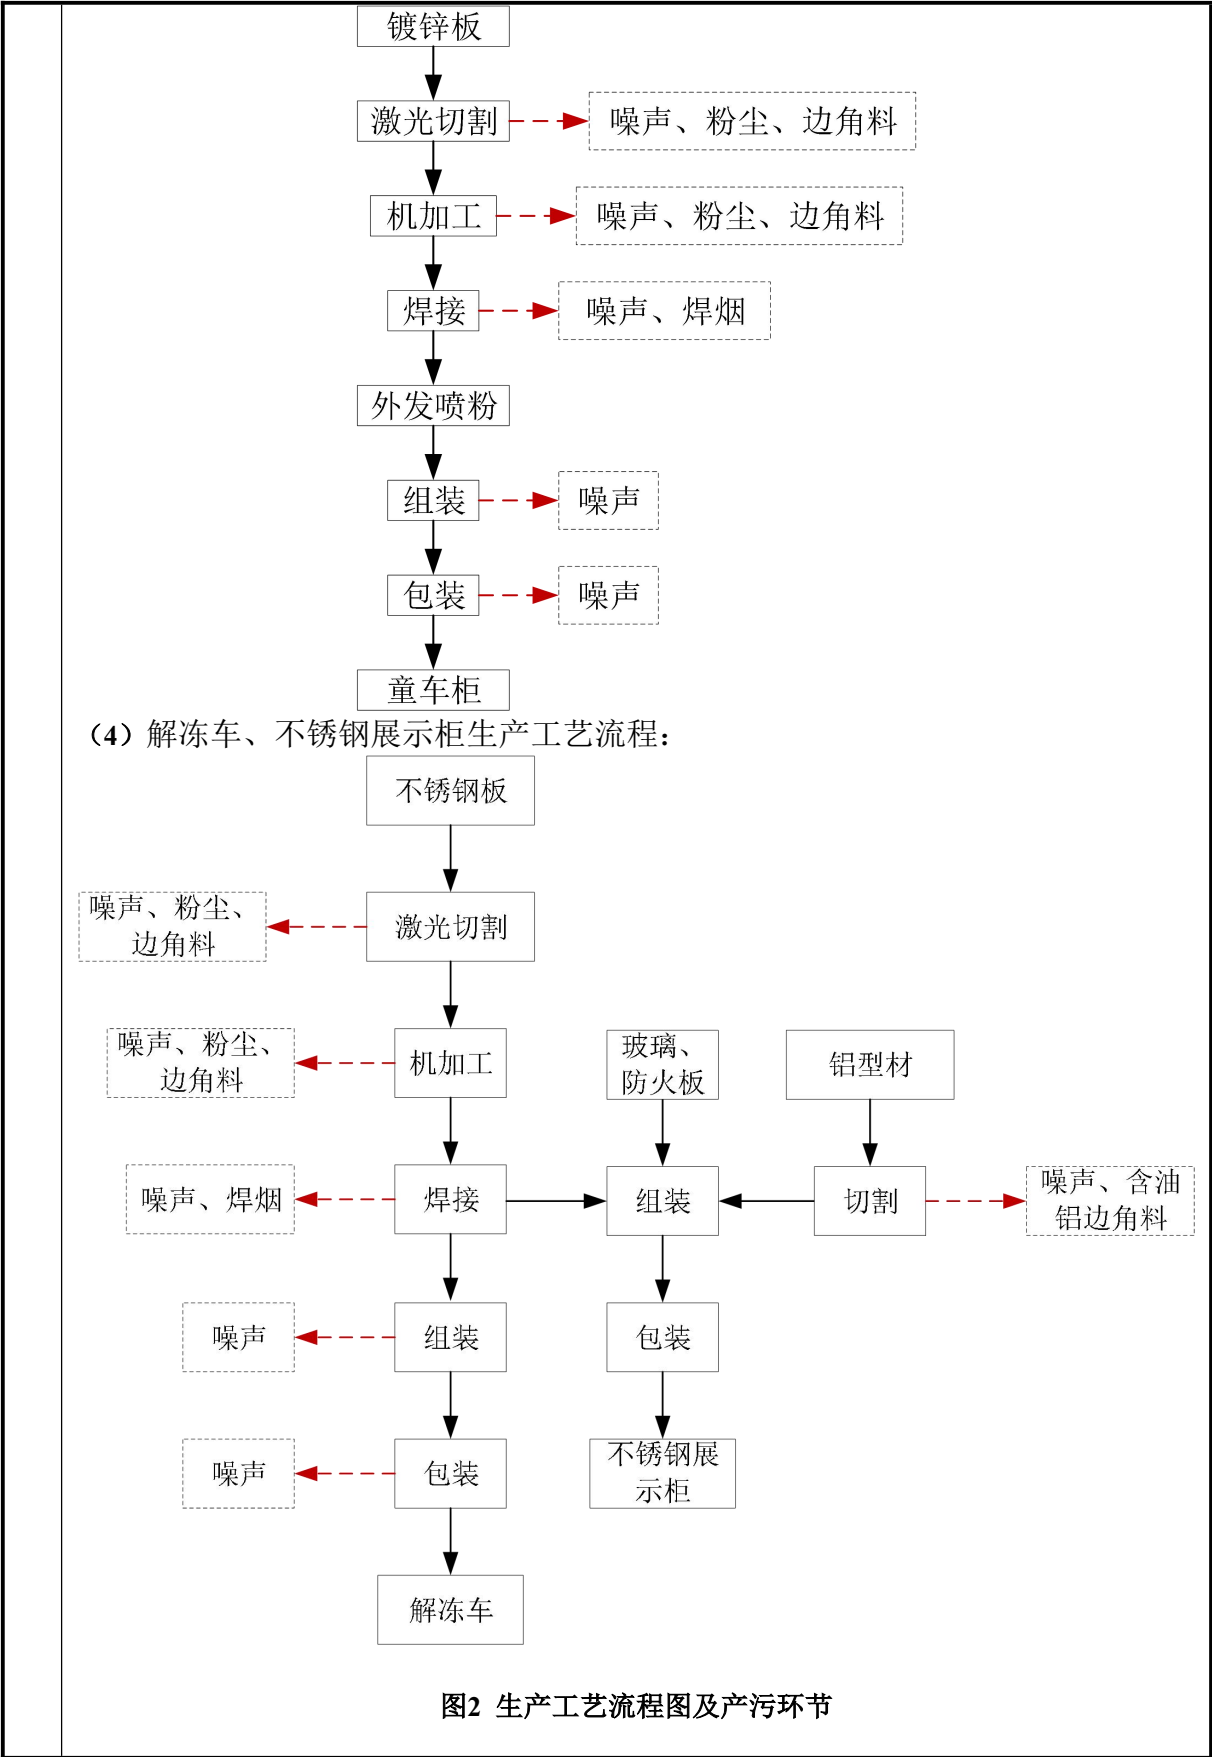 镀锌板
激光切割
噪声、粉尘、边角料
机加工
噪声、粉尘、边角料
焊接
噪声、焊烟
外发喷粉
组装
噪声
包装
噪声
童车柜
（4）解冻车、不锈钢展示柜生产工艺流程：
不锈钢板
噪声、粉尘、
边角料
激光切割
噪声、粉尘、
边角料
机加工
玻璃、
防火板
铝型材
噪声、焊烟
焊接
组装
切割
噪声、含油
铝边角料
噪声
组装
包装
噪声
包装
不锈钢展
示柜
解冻车
图2 生产工艺流程图及产污环节